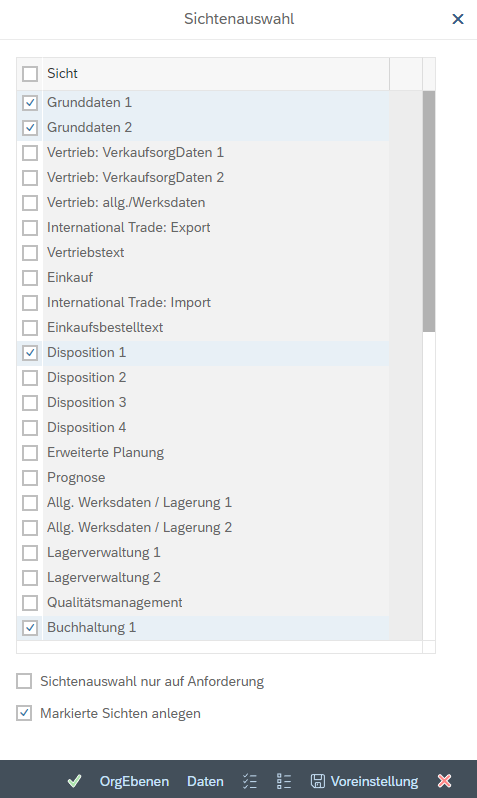 Sichtenauswahl
Sicht
Grunddaten 1
Grunddaten 2
Vertrieb: VerkaufsorgDaten 1
Vertrieb: VerkaufsorgDaten 2
Vertrieb: allg./Werksdaten
International Trade: Export
Vertriebstext
Einkauf
International Trade: Import
Einkaufsbestelltext
Disposition 1
Disposition 2
Disposition 3
Disposition 4
Erweiterte Planung
Prognose
Allg. Werksdaten / Lagerung 1
Allg. Werksdaten / Lagerung 2
Lagerverwaltung 1
Lagerverwaltung 2
Qualitätsmanagement
Buchhaltung 1
Sichtenauswahl nur auf Anforderung
Markierte Sichten anlegen
OrgEbenen Daten Voreinstellung